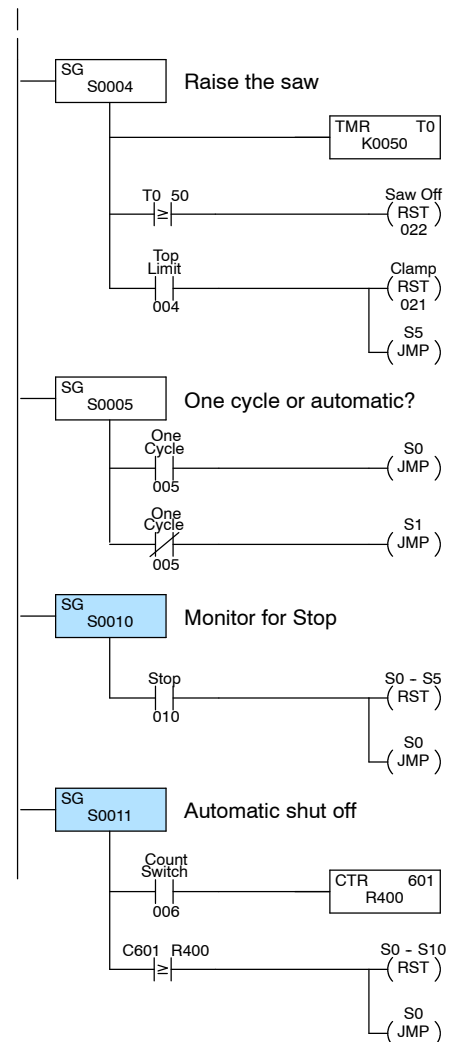 SG
S0004
Raise the saw
TMR T0
K0050
T0 50
≥
Saw Off
RST
022
Top
Limit
004
Clamp
RST
021
S5
JMP
SG
S0005
One cycle or automatic?
One
Cycle
005
S0
JMP
One
Cycle
005
S1
JMP
SG
S0010
Monitor for Stop
Stop
010
S0 - S5
RST
S0
JMP
SG
S0011
Automatic shut off
Count
Switch
006
CTR 601
R400
C601 R400
≥
S0 - S10
RST
S0
JMP